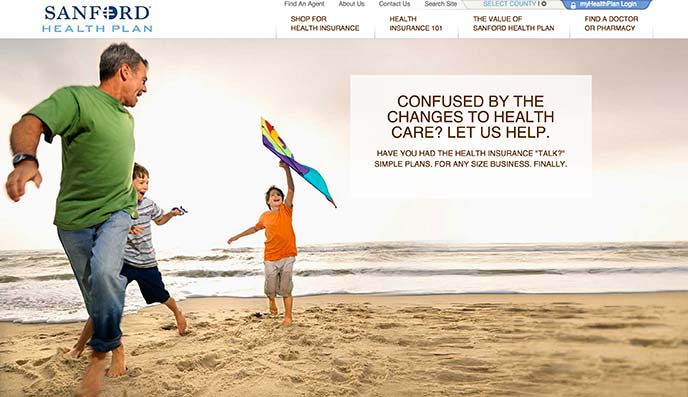 SANFORD
HEALTH PLAN
Find An Agent About Us Contact Us Search Site SELECT COUNTY myHealthPlan Login
SHOP FOR
HEALTH INSURANCE
HEALTH
INSURANCE 101
THE VALUE OF
SANFORD HEALTH PLAN
FIND A DOCTOR
OR PHARMACY
CONFUSED BY THE
CHANGES TO HEALTH
CARE? LET US HELP.
HAVE YOU HAD THE HEALTH INSURANCE "TALK?"
SIMPLE PLANS. FOR ANY SIZE BUSINESS. FINALLY.